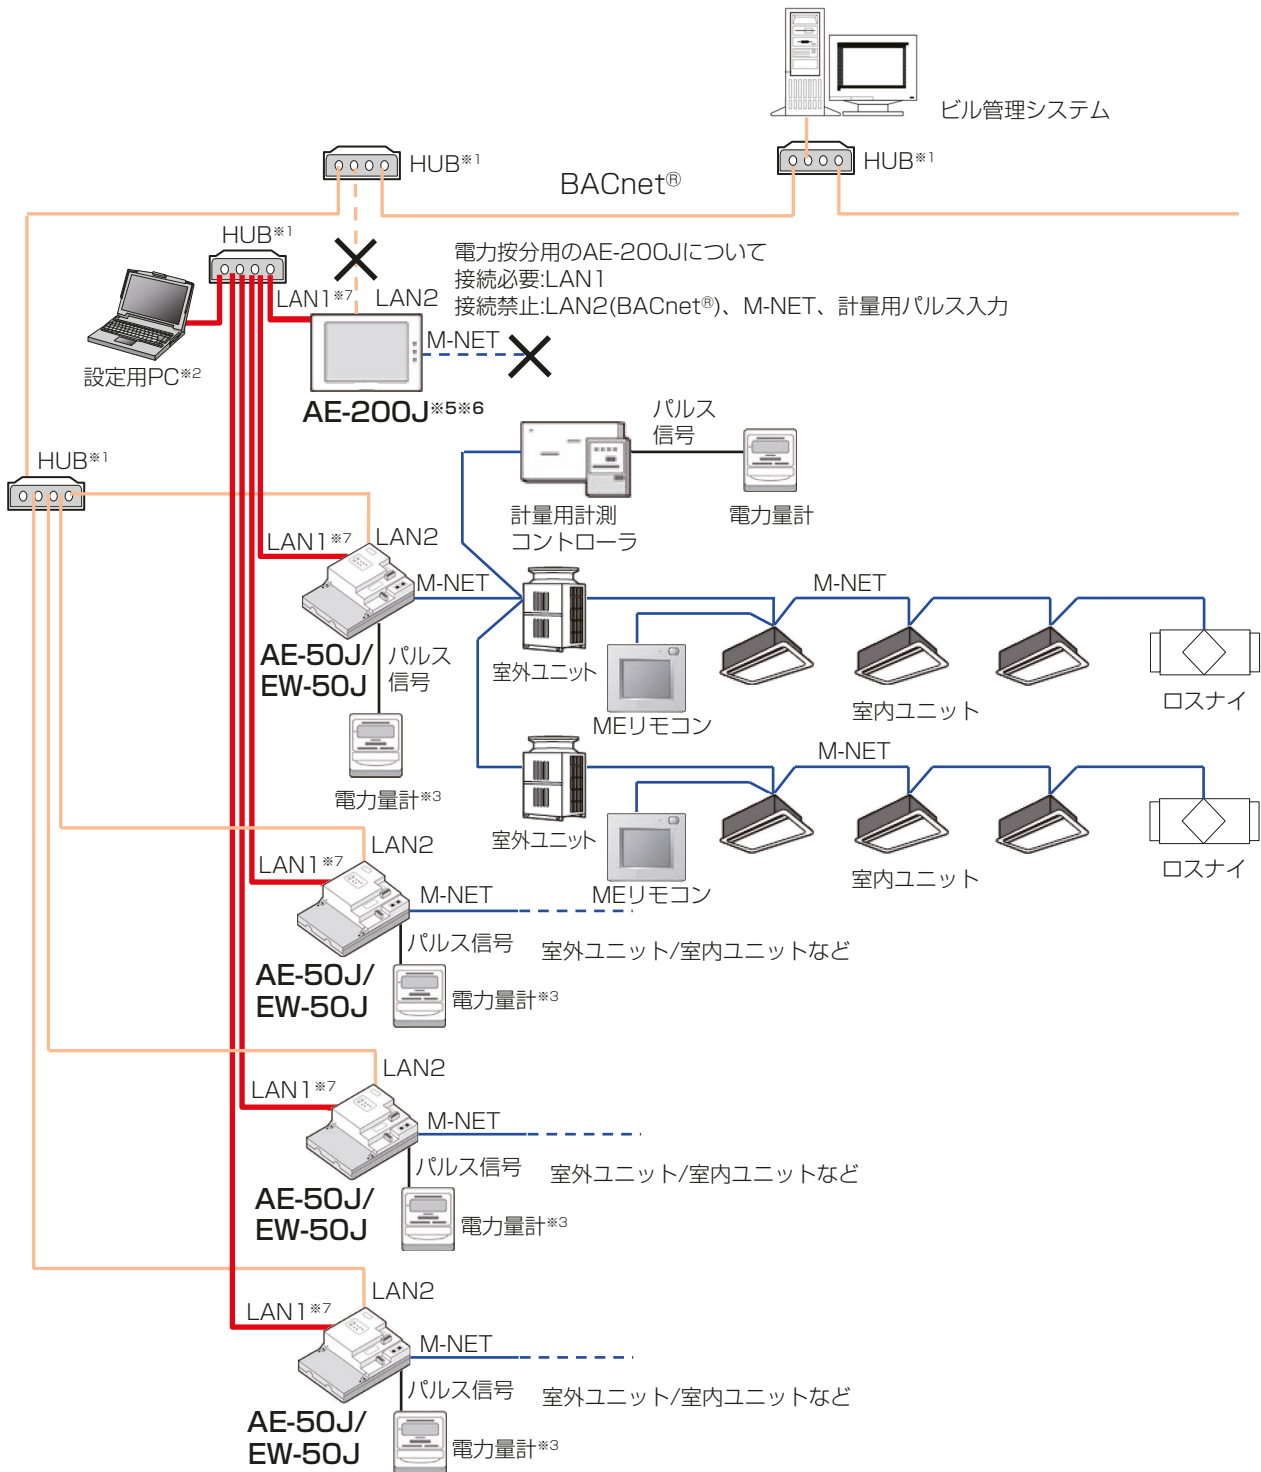 ビル管理システム
HUB※1
HUB※1
BACnet®
HUB※1
電力按分用のAE-200Jについて
接続必要:LAN1
接続禁止:LAN2(BACnet®)、M-NET、計量用パルス入力
LAN1※7
LAN2
M-NET
設定用PC※2
AE-200J※5※6
パルス
信号
HUB※1
計量用計測
コントローラ
電力量計
LAN1※7
LAN2
M-NET
M-NET
AE-50J/
EW-50J
パルス
信号
室外ユニット
MEリモコン
室内ユニット
ロスナイ
M-NET
電力量計※3
室外ユニット
MEリモコン
室内ユニット
ロスナイ
LAN2
LAN1※7
M-NET
パルス信号
室外ユニット/室内ユニットなど
AE-50J/
EW-50J
電力量計※3
LAN2
LAN1※7
M-NET
パルス信号
室外ユニット/室内ユニットなど
AE-50J/
EW-50J
電力量計※3
LAN2
LAN1※7
M-NET
パルス信号
室外ユニット/室内ユニットなど
AE-50J/
EW-50J
電力量計※3